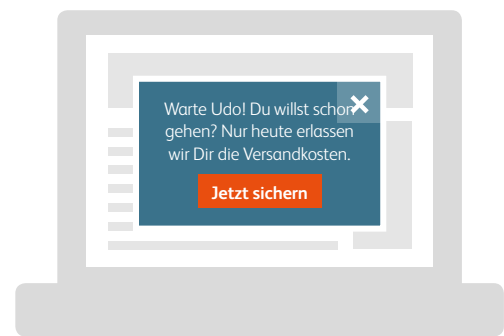 Warte Udo! Du willst schon
gehen? Nur heute erlassen
wir Dir die Versandkosten.
Jetzt sichern